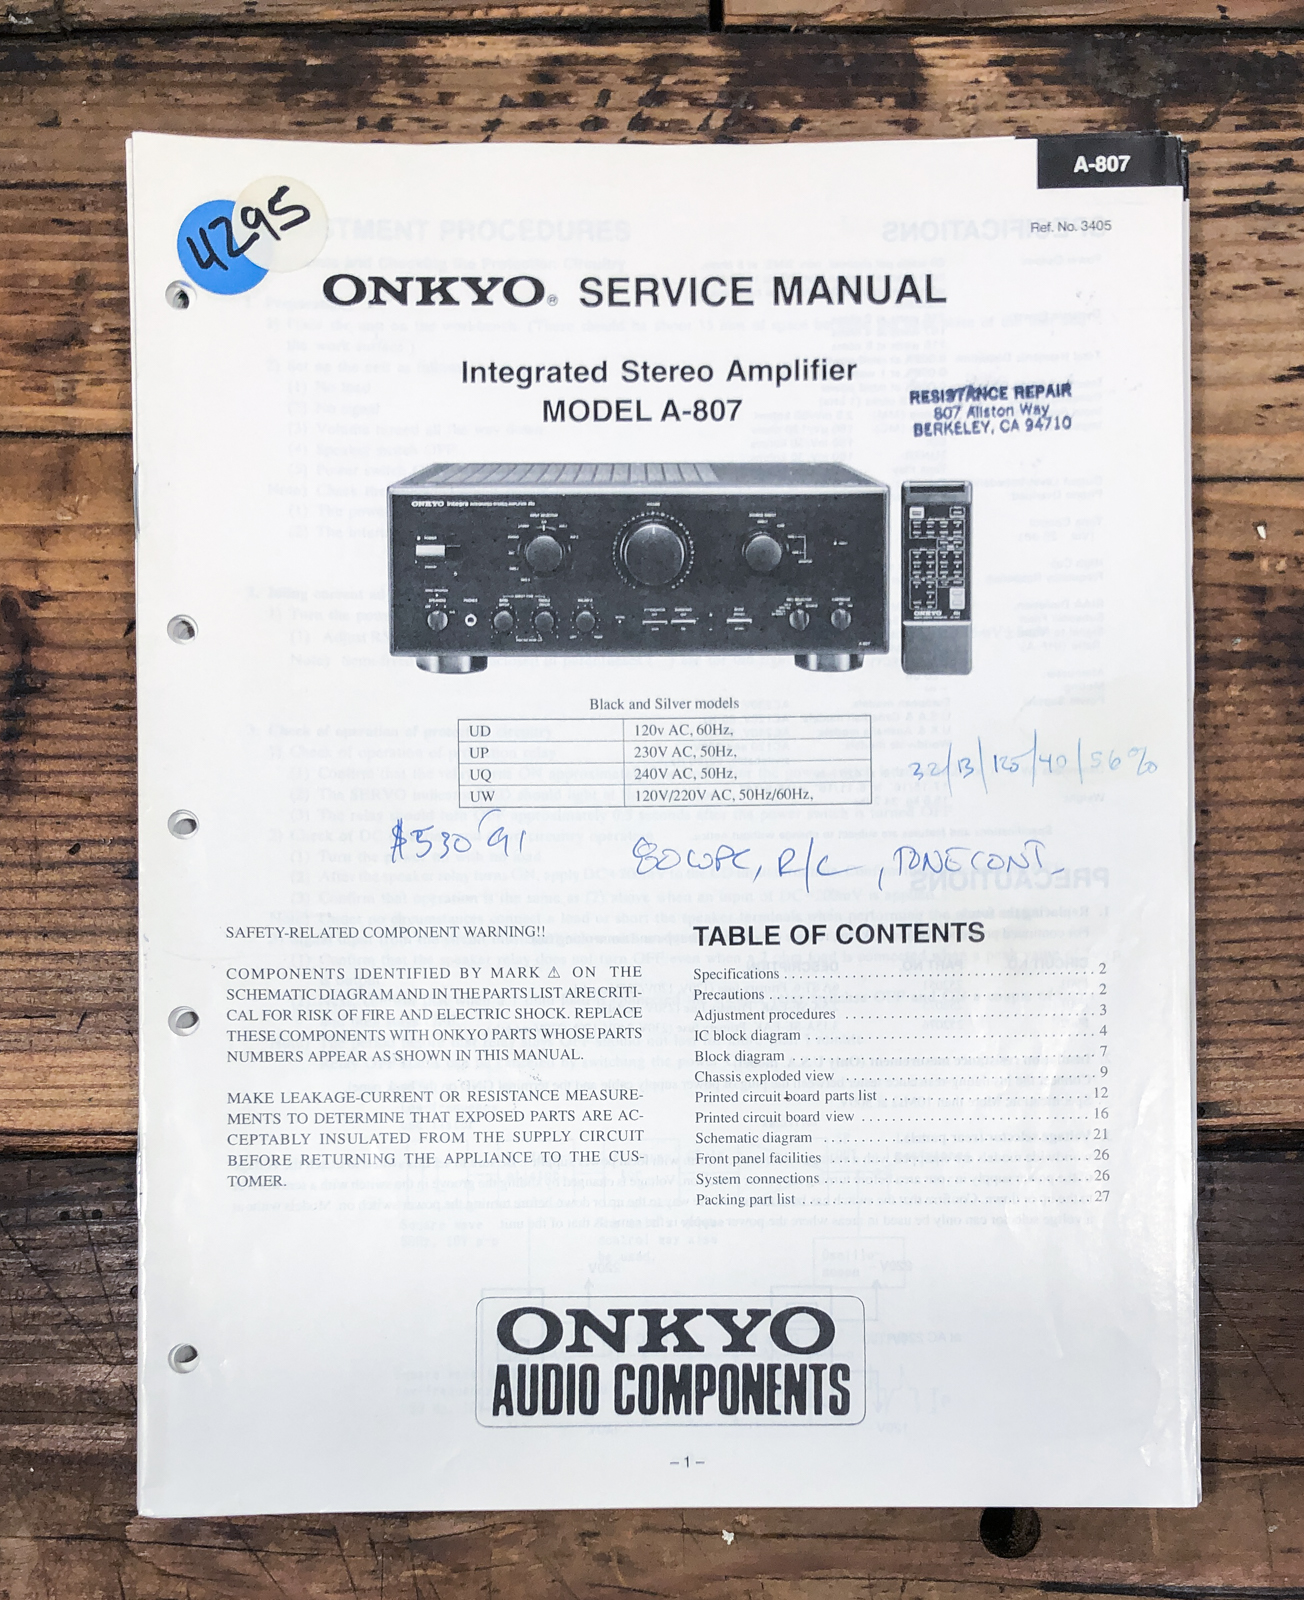 A-807
4295
Ref. No. 3405
ONKYO® SERVICE MANUAL
Integrated Stereo Amplifier
MODEL A-807
RESISTANCE REPAIR
807 Allston Way
BERKELEY, CA 94710
ONKYO Integra
POWER
VOLUME
SPEAKERS
PHONES
ONKYO
A-807
Black and Silver models
UD 120v AC, 60Hz,
UP 230V AC, 50Hz,
UQ 240V AC, 50Hz,
UW 120V/220V AC, 50Hz/60Hz,
32/13/125/40/56%
$530 '91
80WPC, R/C, TONE CONT
SAFETY-RELATED COMPONENT WARNING!!
COMPONENTS IDENTIFIED BY MARK ⚠ ON THE
SCHEMATIC DIAGRAM AND IN THE PARTS LIST ARE CRITI-
CAL FOR RISK OF FIRE AND ELECTRIC SHOCK. REPLACE
THESE COMPONENTS WITH ONKYO PARTS WHOSE PARTS
NUMBERS APPEAR AS SHOWN IN THIS MANUAL.
MAKE LEAKAGE-CURRENT OR RESISTANCE MEASURE-
MENTS TO DETERMINE THAT EXPOSED PARTS ARE AC-
CEPTABLY INSULATED FROM THE SUPPLY CIRCUIT
BEFORE RETURNING THE APPLIANCE TO THE CUS-
TOMER.
TABLE OF CONTENTS
Specifications . . . . . . . . . . 2
Precautions . . . . . . . . . . 2
Adjustment procedures . . . . . . . . . . 3
IC block diagram . . . . . . . . . . 4
Block diagram . . . . . . . . . . 7
Chassis exploded view . . . . . . . . . . 9
Printed circuit board parts list . . . . . . . . . . 12
Printed circuit board view . . . . . . . . . . 16
Schematic diagram . . . . . . . . . . 21
Front panel facilities . . . . . . . . . . 26
System connections . . . . . . . . . . 26
Packing part list . . . . . . . . . . 27
ONKYO
AUDIO COMPONENTS
– 1 –